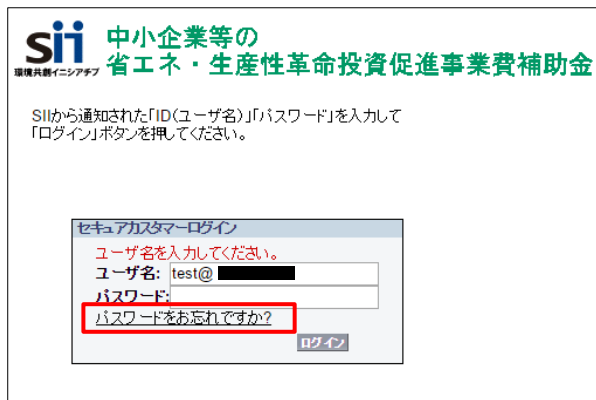 Sii 中小企業等の
環境共創イニシアチブ 省エネ・生産性革命投資促進事業費補助金
SIIから通知された「ID(ユーザ名)」「パスワード」を入力して
「ログイン」ボタンを押してください。
セキュアカスタマーログイン
ユーザ名を入力してください。
ユーザ名: test@
パスワード:
パスワードをお忘れですか?
ログイン